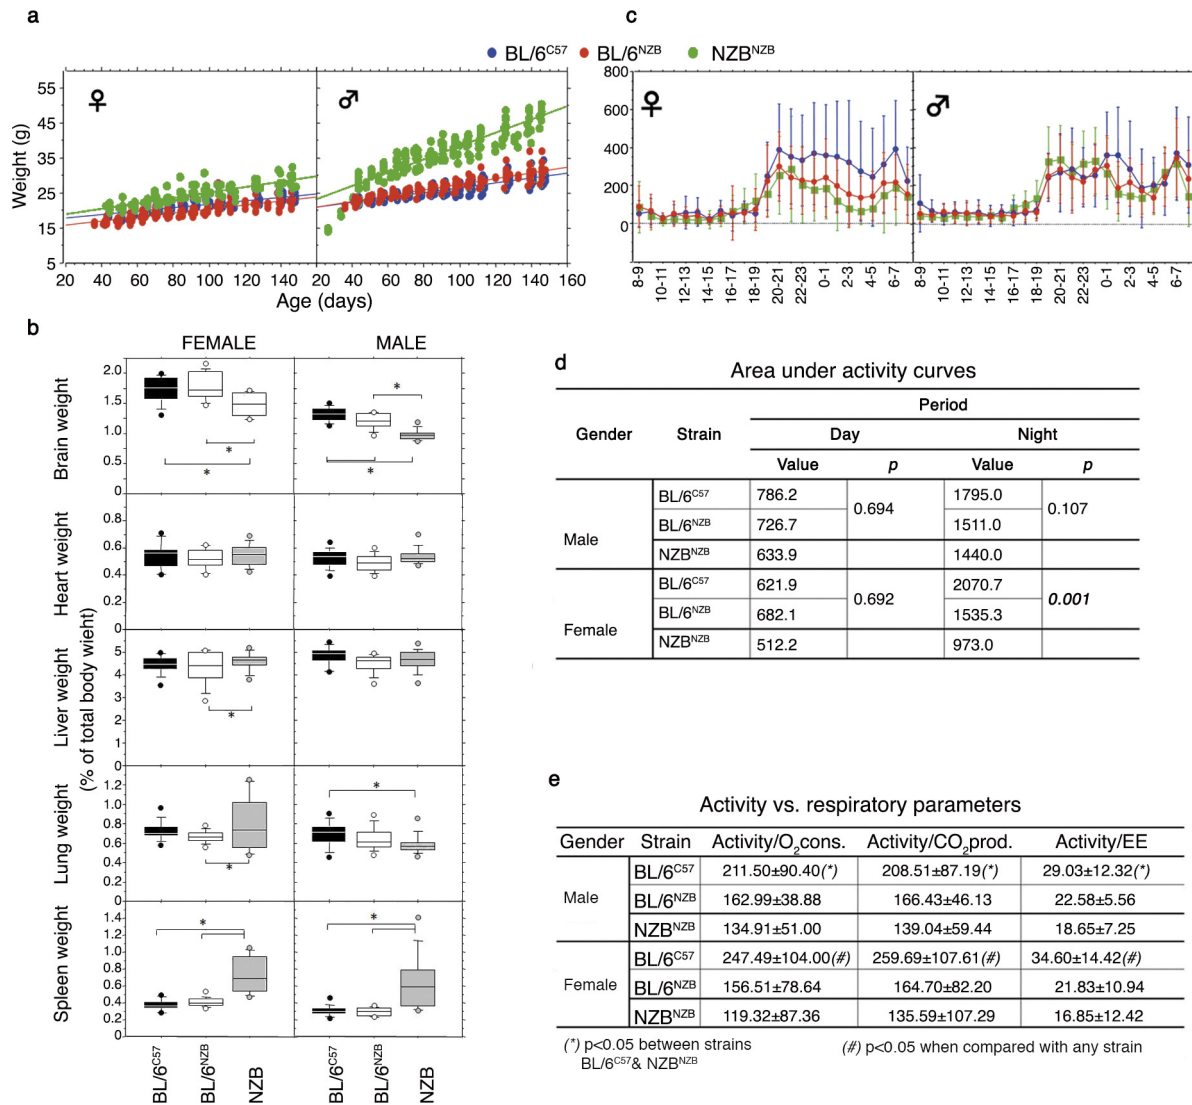 a
c
BL/6C57 BL/6NZB NZBNZB
♀ ♂
Weight (g)
55
45
35
25
15
5
20 40 60 80 100 120 140 20 40 60 80 100 120 140 160
Age (days)
♀ ♂
800
600
400
200
0
8-9 10-11 12-13 14-15 16-17 18-19 20-21 22-23 0-1 2-3 4-5 6-7 8-9 10-11 12-13 14-15 16-17 18-19 20-21 22-23 0-1 2-3 4-5 6-7
b
FEMALE MALE
Brain weight
2.0
1.5
1.0
0.5
0
* * * *
Heart weight
0.8
0.6
0.4
0.2
0
Liver weight
5
4
3
2
1
0
*
(% of total body wieht)
Lung weight
1.2
1.0
0.8
0.6
0.4
0.2
0
* *
Spleen weight
1.4
1.2
1.0
0.8
0.6
0.4
0.2
0
* *
BL/6C57 BL/6NZB NZB BL/6C57 BL/6NZB NZB
d
Area under activity curves
Gender Strain Period
Day Night
Value p Value p
Male BL/6C57 786.2 0.694 1795.0 0.107
BL/6NZB 726.7 1511.0
NZBNZB 633.9 1440.0
Female BL/6C57 621.9 0.692 2070.7 0.001
BL/6NZB 682.1 1535.3
NZBNZB 512.2 973.0
e
Activity vs. respiratory parameters
Gender Strain Activity/O2cons. Activity/CO2prod. Activity/EE
Male BL/6C57 211.50±90.40(*) 208.51±87.19(*) 29.03±12.32(*)
BL/6NZB 162.99±38.88 166.43±46.13 22.58±5.56
NZBNZB 134.91±51.00 139.04±59.44 18.65±7.25
Female BL/6C57 247.49±104.00(#) 259.69±107.61(#) 34.60±14.42(#)
BL/6NZB 156.51±78.64 164.70±82.20 21.83±10.94
NZBNZB 119.32±87.36 135.59±107.29 16.85±12.42
(*) p<0.05 between strains
BL/6C57& NZBNZB
(#) p<0.05 when compared with any strain